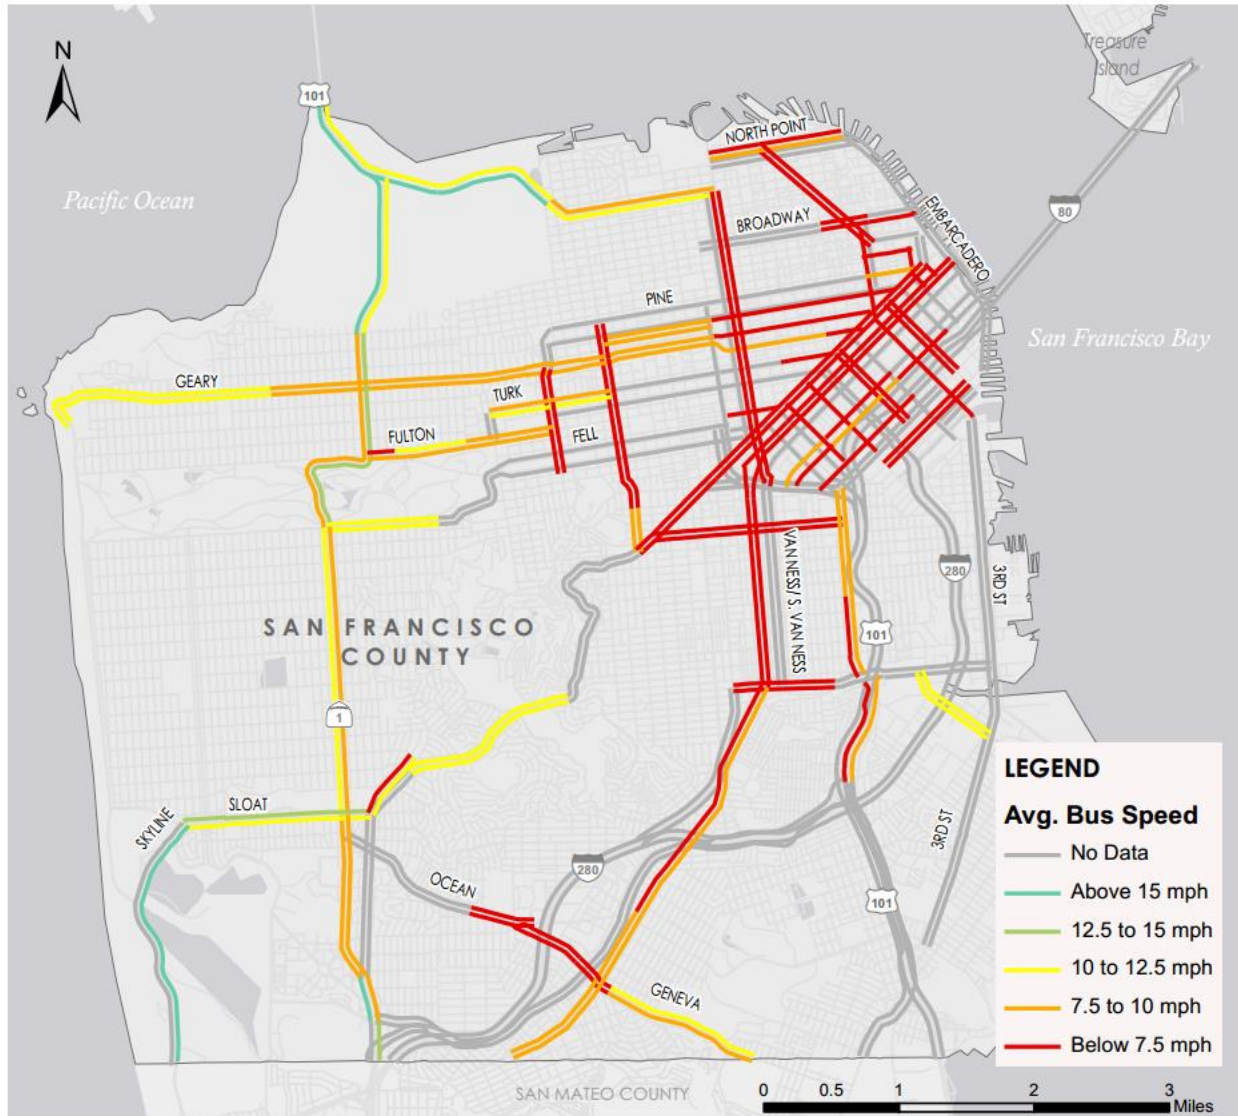 Treasure
Island
N
101
NORTH POINT
Pacific Ocean
80
EMBARCADERO
BROADWAY
PINE
San Francisco Bay
GEARY
TURK
FULTON
FELL
VAN NESS/ S. VAN NESS
280
3RD ST
SAN FRANCISCO
COUNTY
101
1
SLOAT
SKYLINE
3RD ST
280
OCEAN
101
GENEVA
SAN MATEO COUNTY
LEGEND
Avg. Bus Speed
No Data
Above 15 mph
12.5 to 15 mph
10 to 12.5 mph
7.5 to 10 mph
Below 7.5 mph
0 0.5 1 2 3
Miles